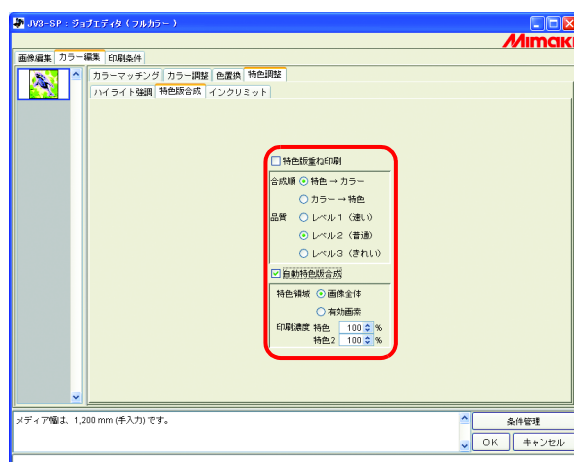 JV3-SP : ジョブエディタ ( フルカラー )
Mimaki
画像編集 カラー編集 印刷条件
カラーマッチング カラー調整 色置換 特色調整
ハイライト強調 特色版合成 インクリミット
特色版重ね印刷
合成順 特色 → カラー
カラー → 特色
品質 レベル1 (速い)
レベル2 (普通)
レベル3 (きれい)
自動特色版合成
特色領域 画像全体
有効画素
印刷濃度 特色 100 %
特色2 100 %
メディア幅は、1,200 mm (手入力) です。
条件管理
OK キャンセル